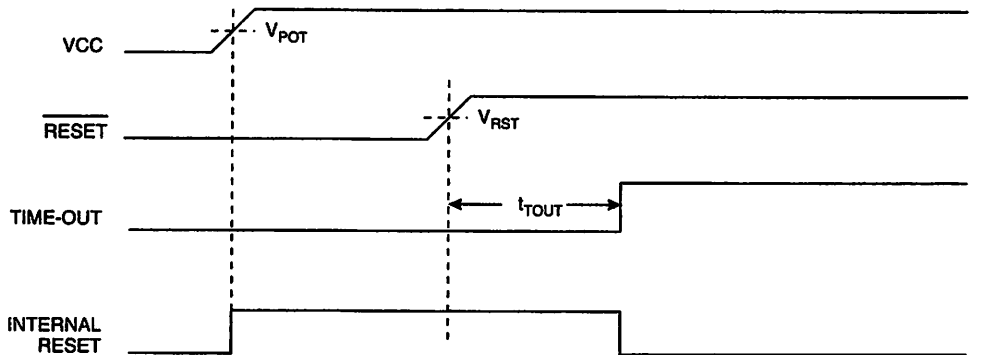 VCC
VPOT
RESET
VRST
TIME-OUT
tTOUT
INTERNAL
RESET